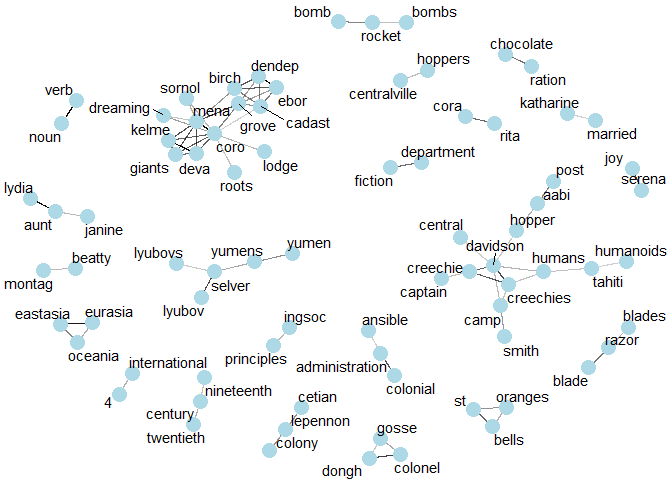 bomb
bombs
rocket
chocolate
ration
hoppers
centralville
dendep
birch
ebor
sornol
verb
noun
dreaming
mena
kelme
grove
cadast
coro
giants
deva
lodge
roots
cora
rita
katharine
married
department
fiction
joy
serena
post
aabi
hopper
lydia
aunt
janine
beatty
montag
lyubovs
yumens
yumen
selver
lyubov
central
davidson
creechie
captain
humans
humanoids
tahiti
creechies
camp
smith
eastasia
eurasia
oceania
ingsoc
principles
ansible
administration
colonial
blades
razor
blade
international
4
nineteenth
century
twentieth
cetian
lepennon
colony
gosse
dongh
colonel
st
oranges
bells